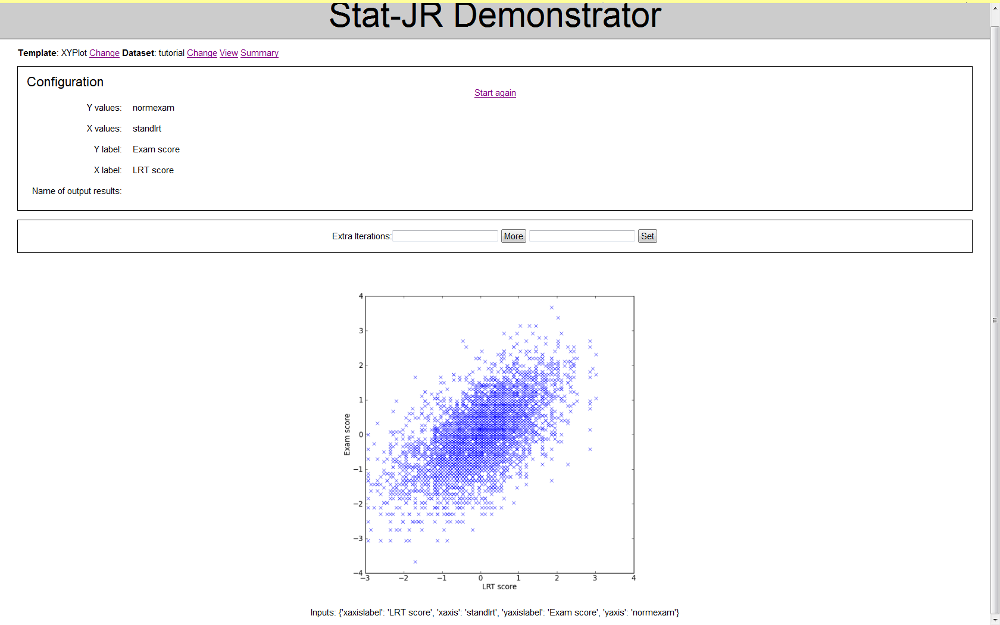 Stat-JR Demonstrator
Template: XYPlot Change Dataset: tutorial Change View Summary
Configuration
Start again
Y values: normexam
X values: standlrt
Y label: Exam score
X label: LRT score
Name of output results:
Extra Iterations: More Set
4
3
2
1
0
−1
−2
−3
−4
Exam score
−3 −2 −1 0 1 2 3 4
LRT score
Inputs: {'xaxislabel': 'LRT score', 'xaxis': 'standlrt', 'yaxislabel': 'Exam score', 'yaxis': 'normexam'}